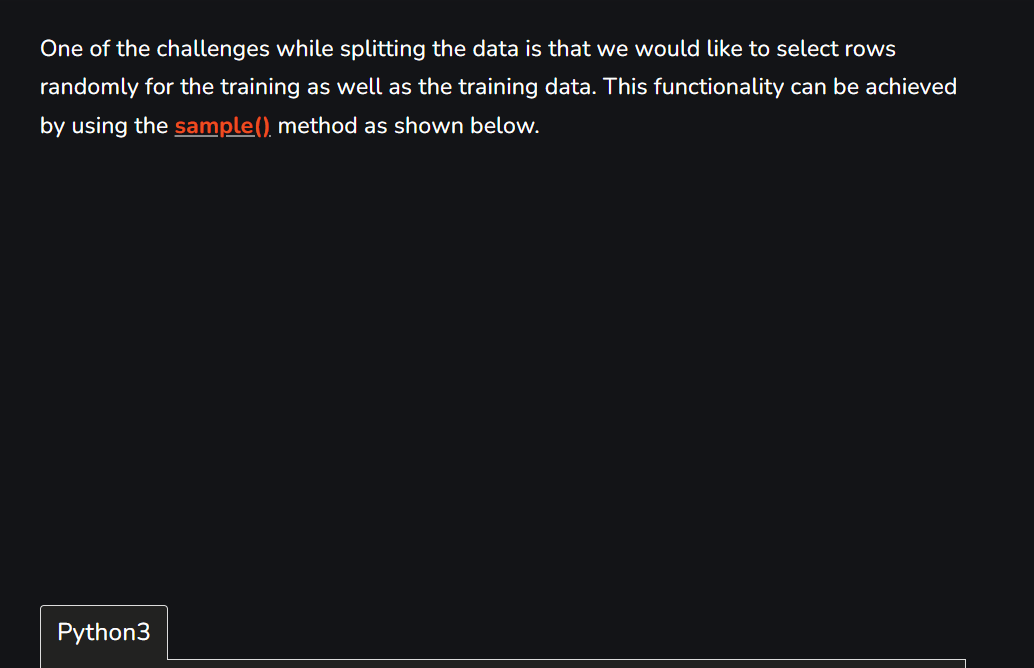 One of the challenges while splitting the data is that we would like to select rows
randomly for the training as well as the training data. This functionality can be achieved
by using the sample() method as shown below.
Python3